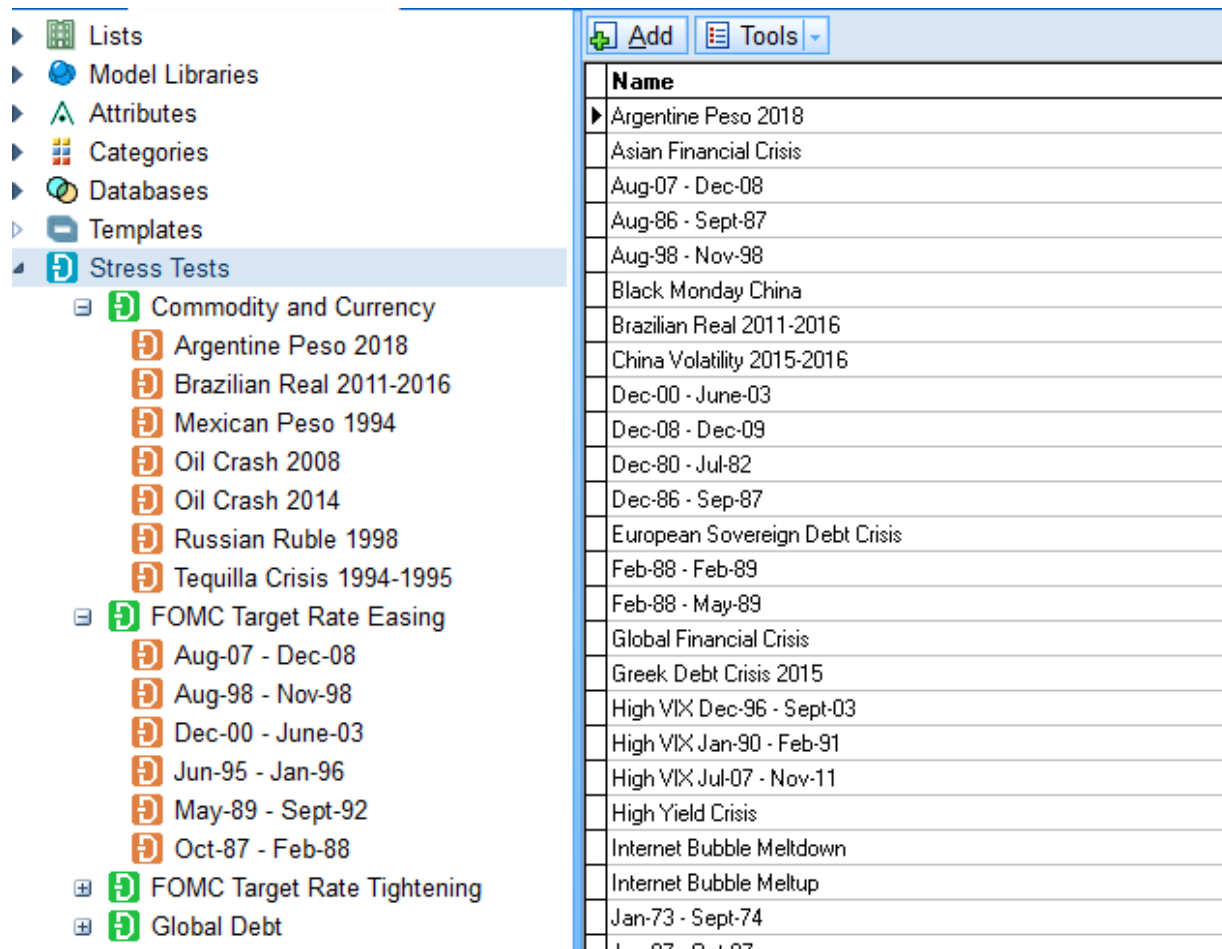 Lists
Model Libraries
Attributes
Categories
Databases
Templates
Stress Tests
Commodity and Currency
Argentine Peso 2018
Brazilian Real 2011-2016
Mexican Peso 1994
Oil Crash 2008
Oil Crash 2014
Russian Ruble 1998
Tequilla Crisis 1994-1995
FOMC Target Rate Easing
Aug-07 - Dec-08
Aug-98 - Nov-98
Dec-00 - June-03
Jun-95 - Jan-96
May-89 - Sept-92
Oct-87 - Feb-88
FOMC Target Rate Tightening
Global Debt
Add Tools
Name
Argentine Peso 2018
Asian Financial Crisis
Aug-07 - Dec-08
Aug-86 - Sept-87
Aug-98 - Nov-98
Black Monday China
Brazilian Real 2011-2016
China Volatility 2015-2016
Dec-00 - June-03
Dec-08 - Dec-09
Dec-80 - Jul-82
Dec-86 - Sep-87
European Sovereign Debt Crisis
Feb-88 - Feb-89
Feb-88 - May-89
Global Financial Crisis
Greek Debt Crisis 2015
High VIX Dec-96 - Sept-03
High VIX Jan-90 - Feb-91
High VIX Jul-07 - Nov-11
High Yield Crisis
Internet Bubble Meltdown
Internet Bubble Meltup
Jan-73 - Sept-74